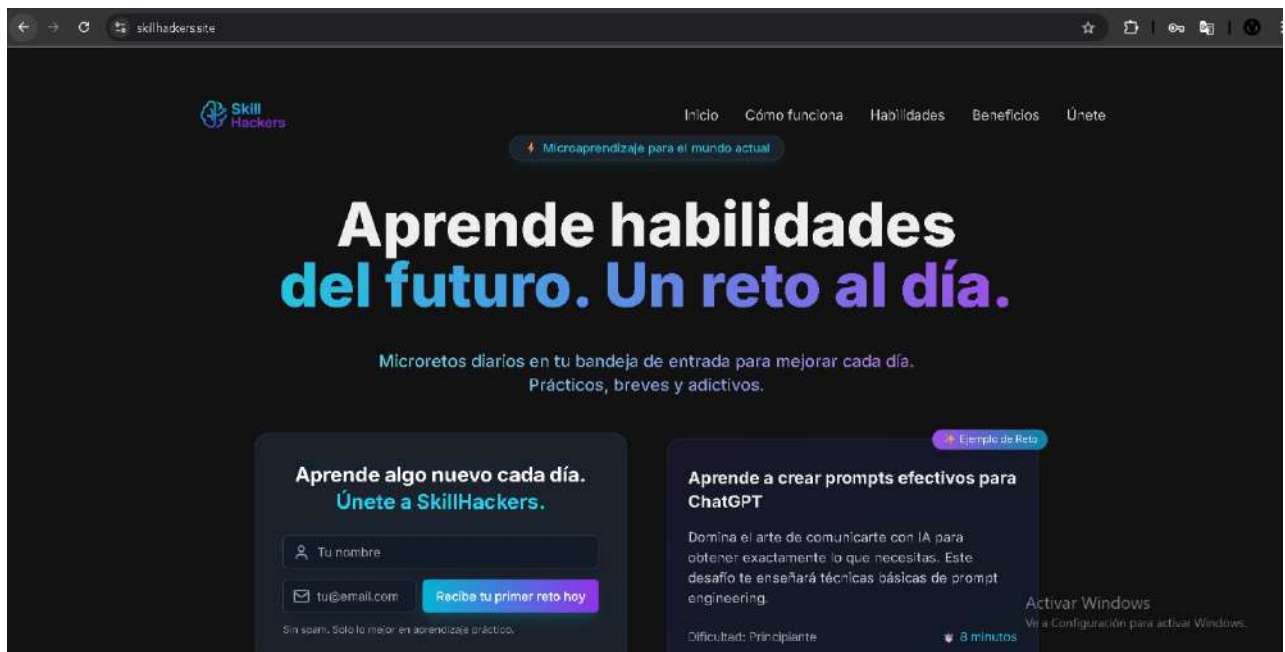 skillhackers.site
Skill
Hackers
Inicio Cómo funciona Habilidades Beneficios Únete
Microaprendizaje para el mundo actual
Aprende habilidades
del futuro. Un reto al día.
Microretos diarios en tu bandeja de entrada para mejorar cada día.
Prácticos, breves y adictivos.
Ejemplo de Reto
Aprende algo nuevo cada día.
Únete a SkillHackers.
Tu nombre
tu@email.com
Recibe tu primer reto hoy
Sin spam. Solo lo mejor en aprendizaje práctico.
Aprende a crear prompts efectivos para
ChatGPT
Domina el arte de comunicarte con IA para
obtener exactamente lo que necesitas. Este
desafío te enseñará técnicas básicas de prompt
engineering.
Dificultad: Principiante 8 minutos
Activar Windows
Ve a Configuración para activar Windows.